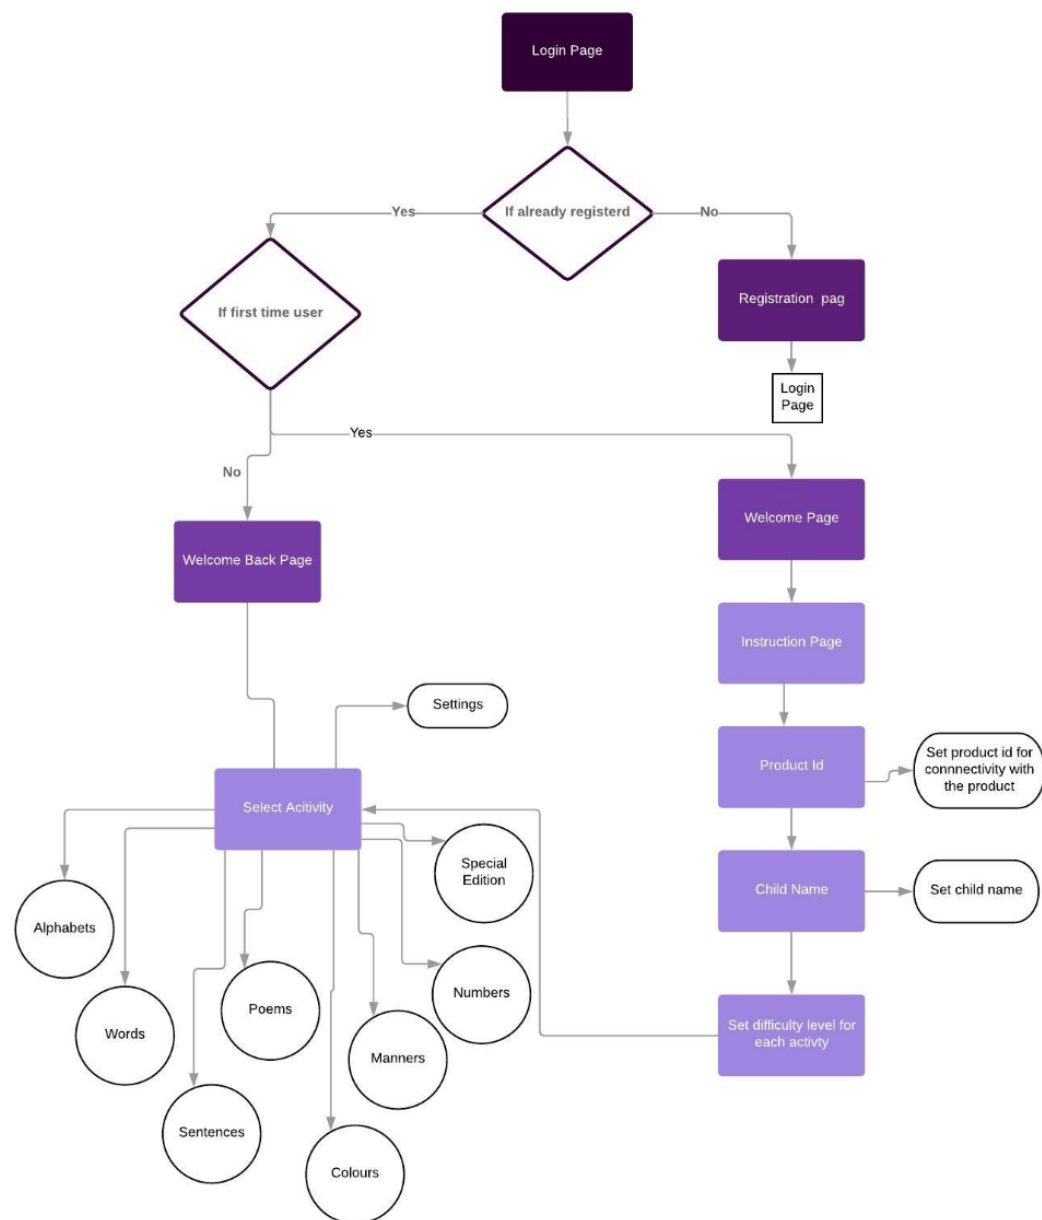 Login Page
If already registerd
Yes
No
If first time user
Registration  pag
Login
Page
Yes
No
Welcome Page
Welcome Back Page
Instruction Page
Settings
Product Id
Set product id for
connnectivity with
the product
Select Acitivity
Special
Edition
Child Name
Set child name
Alphabets
Numbers
Poems
Words
Manners
Set difficulty level for
each activty
Sentences
Colours